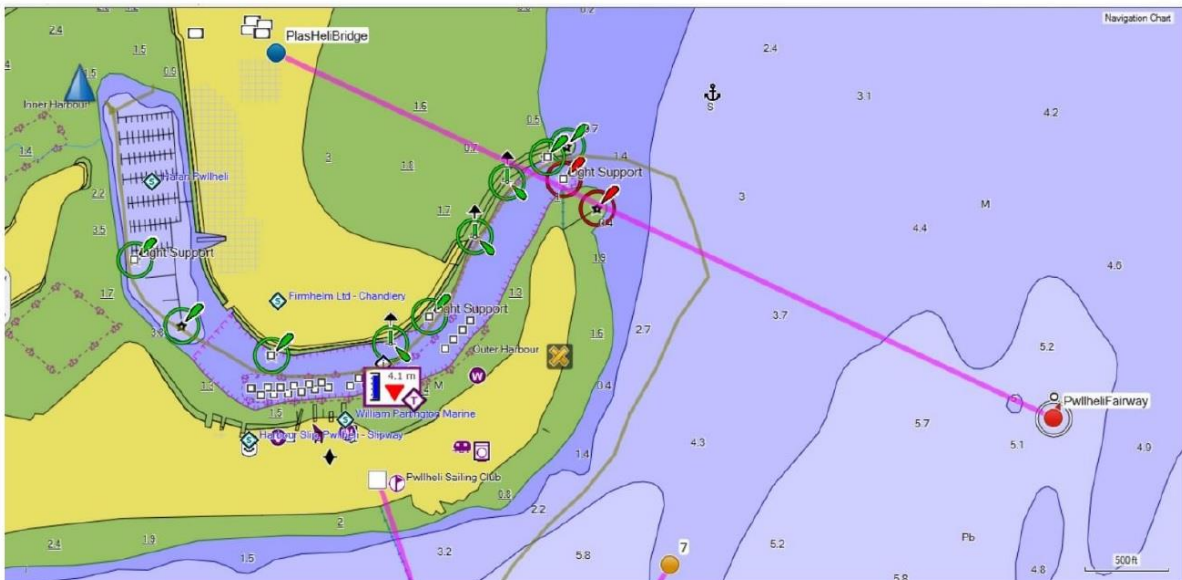 Navigation Chart
PlasHeliBridge
2.4
1.5
0.9
1.5
Inner Harbour
1.4
Hafan Pwllheli
2.2
3.5
Light Support
1.7
3
Firmhelm Ltd - Chandlery
1.6
0.5
0.7
1.8
1.7
Light Support
1.4
2.4
S
3.1
4.2
3
M
4.4
4.6
1.9
1.3
Light Support
Outer Harbour
1.6
2.7
3.7
0.4
W
4.1 m
T
M
1.5
William Partington Marine
Harbour Slip Pwllheli - Slipway
Pwllheli Sailing Club
5.2
PwllheliFairway
5.7
5.1
4.9
4.3
1.4
0.8
2.2
2
3.2
2.4
1.9
1.5
5.8
7
5.2
Pb
5.8
4.8
500 ft